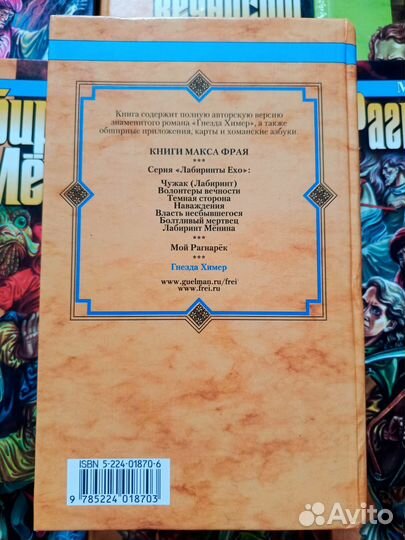 Книга содержит полную авторскую версию
знаменитого романа «Гнезда Химер», а также
обширные приложения, карты и хоманские азбуки.
КНИГИ МАКСА ФРАЯ
***
Серия «Лабиринты Ехо»:
Чужак (Лабиринт)
Волонтеры вечности
Темная сторона
Наваждения
Власть несбывшегося
Болтливый мертвец
Лабиринт Мёнина
***
Мой Рагнарёк
***
Гнезда Химер
www.guelman.ru/frei
www.frei.ru
ISBN 5-224-01870-6
9 785224 018703
Avito